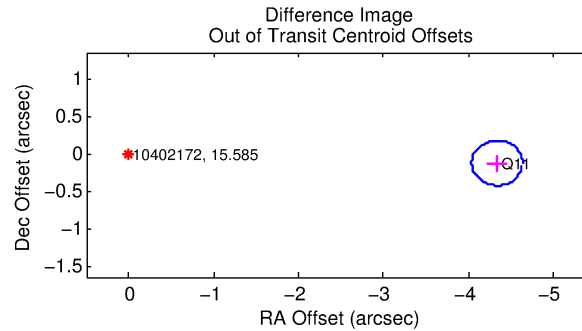 Difference Image
Out of Transit Centroid Offsets
Dec Offset (arcsec)
1
0.5
0
−0.5
−1
−1.5
10402172, 15.585
Q11
0
−1
−2
−3
−4
−5
RA Offset (arcsec)